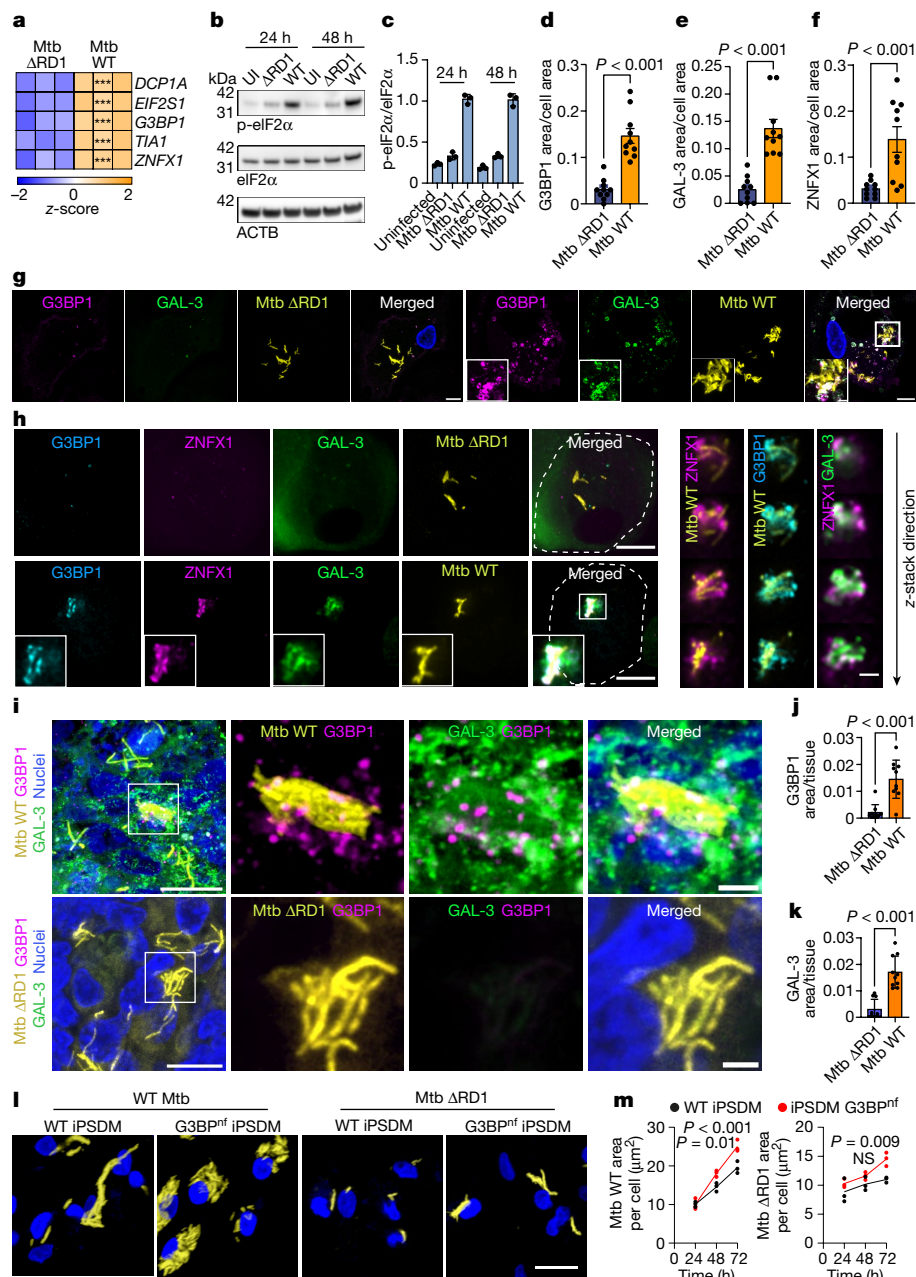 a
Mtb
ΔRD1
Mtb
WT
***
***
***
***
***
DCP1A
EIF2S1
G3BP1
TIA1
ZNFX1
−2
2
z-score
b
24 h
48 h
kDa
UI
ΔRD1
WT
UI
ΔRD1
WT
42
31
p-eIF2α
42
31
eIF2α
42
ACTB
c
p-eIF2α/eIF2α
1.5
1.0
0.5
0
24 h
48 h
Uninfected
Mtb ΔRD1
Mtb WT
Uninfected
Mtb ΔRD1
Mtb WT
d
P < 0.001
G3BP1 area/cell area
0.3
0.2
0.1
0
Mtb ΔRD1
Mtb WT
e
P < 0.001
GAL-3 area/cell area
0.25
0.20
0.15
0.10
0.05
0
Mtb ΔRD1
Mtb WT
f
P < 0.001
ZNFX1 area/cell area
0.3
0.2
0.1
0
Mtb ΔRD1
Mtb WT
g
G3BP1
GAL-3
Mtb ΔRD1
Merged
G3BP1
GAL-3
Mtb WT
Merged
h
G3BP1
ZNFX1
GAL-3
Mtb ΔRD1
Merged
G3BP1
ZNFX1
GAL-3
Mtb WT
Merged
Mtb WT ZNFX1
Mtb WT G3BP1
ZNFX1 GAL-3
z-stack direction
i
Mtb WT G3BP1
GAL-3 Nuclei
Mtb WT G3BP1
GAL-3 G3BP1
Merged
Mtb ΔRD1 G3BP1
GAL-3 Nuclei
Mtb ΔRD1 G3BP1
GAL-3 G3BP1
Merged
j
P < 0.001
G3BP1
area/tissue
0.03
0.02
0.01
0
Mtb ΔRD1
Mtb WT
k
P < 0.001
GAL-3
area/tissue
0.03
0.02
0.01
0
Mtb ΔRD1
Mtb WT
l
WT Mtb
Mtb ΔRD1
WT iPSDM
G3BPnf iPSDM
WT iPSDM
G3BPnf iPSDM
m
WT iPSDM
iPSDM G3BPnf
P < 0.001
P = 0.01
Mtb WT area
per cell (μm2)
30
20
10
0
0 24 48 72
Time (h)
P = 0.009
NS
Mtb ΔRD1 area
per cell (μm2)
20
15
10
5
0
0 24 48 72
Time (h)